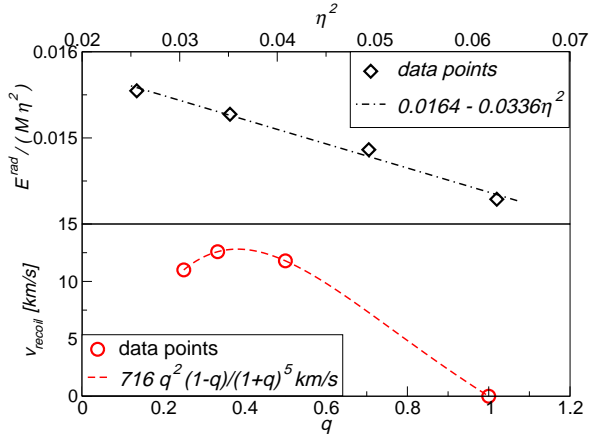 η²
0.02 0.03 0.04 0.05 0.06 0.07
0.016
0.015
E^rad / ( M η² )
data points
0.0164 - 0.0336η²
15
10
5
0
v_recoil [km/s]
data points
716 q² (1-q)/(1+q)⁵ km/s
0 0.2 0.4 0.6 0.8 1 1.2
q